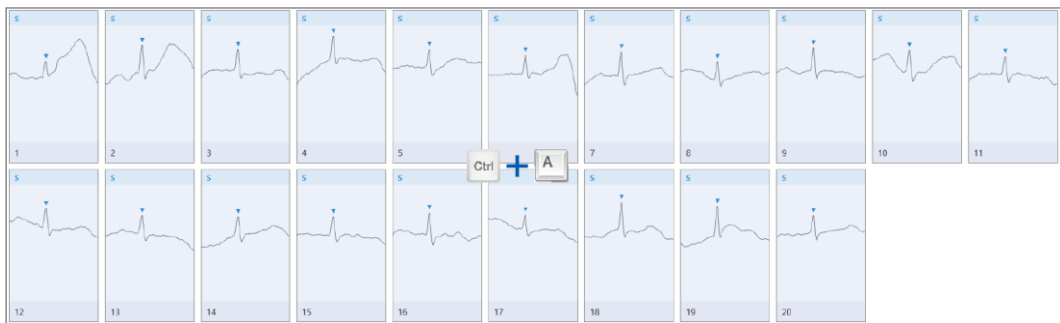 S S S S S S S S S S S
1 2 3 4 5 7 8 9 10 11
Ctrl + A
S S S S S S S S S
12 13 14 15 16 17 18 19 20